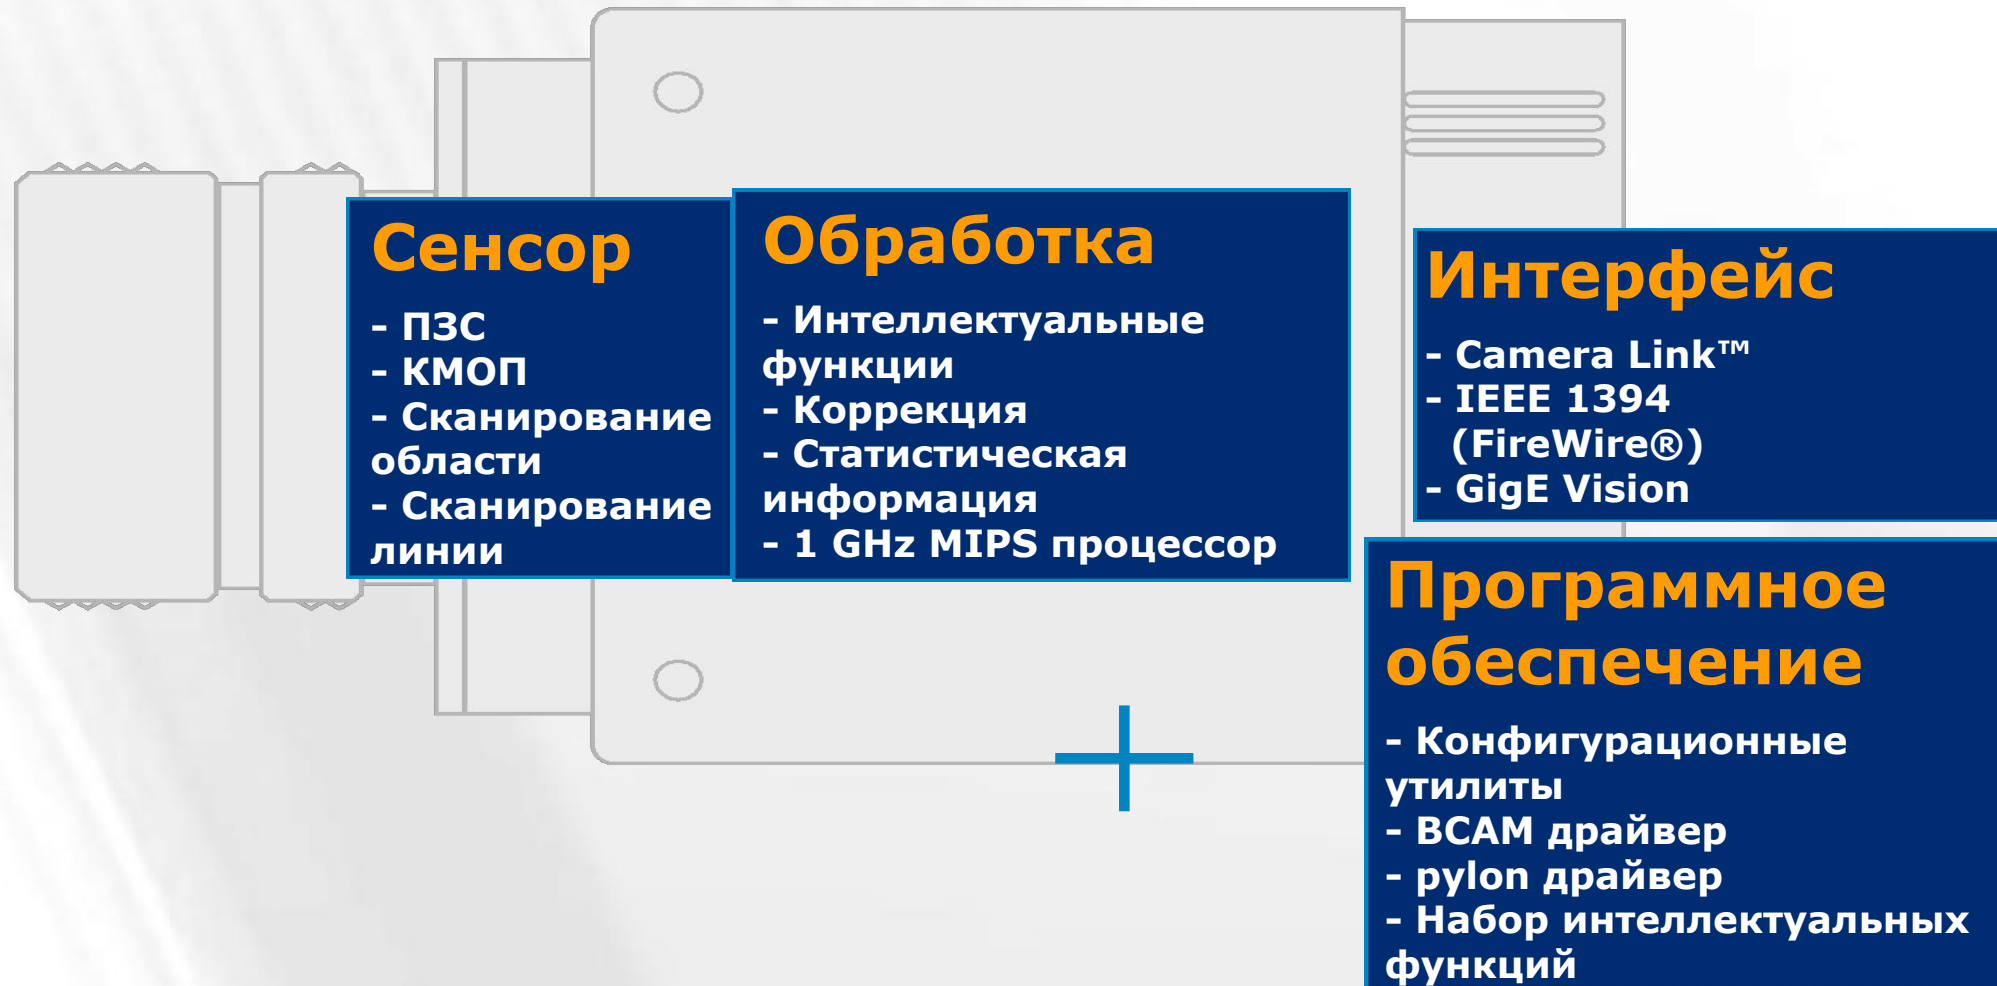 Сенсор
- ПЗС
- КМОП
- Сканирование
области
- Сканирование
линии
Обработка
- Интеллектуальные
функции
- Коррекция
- Статистическая
информация
- 1 GHz MIPS процессор
Интерфейс
- Camera Link™
- IEEE 1394
(FireWire®)
- GigE Vision
Программное
обеспечение
- Конфигурационные
утилиты
- BCAM драйвер
- pylon драйвер
- Набор интеллектуальных
функций